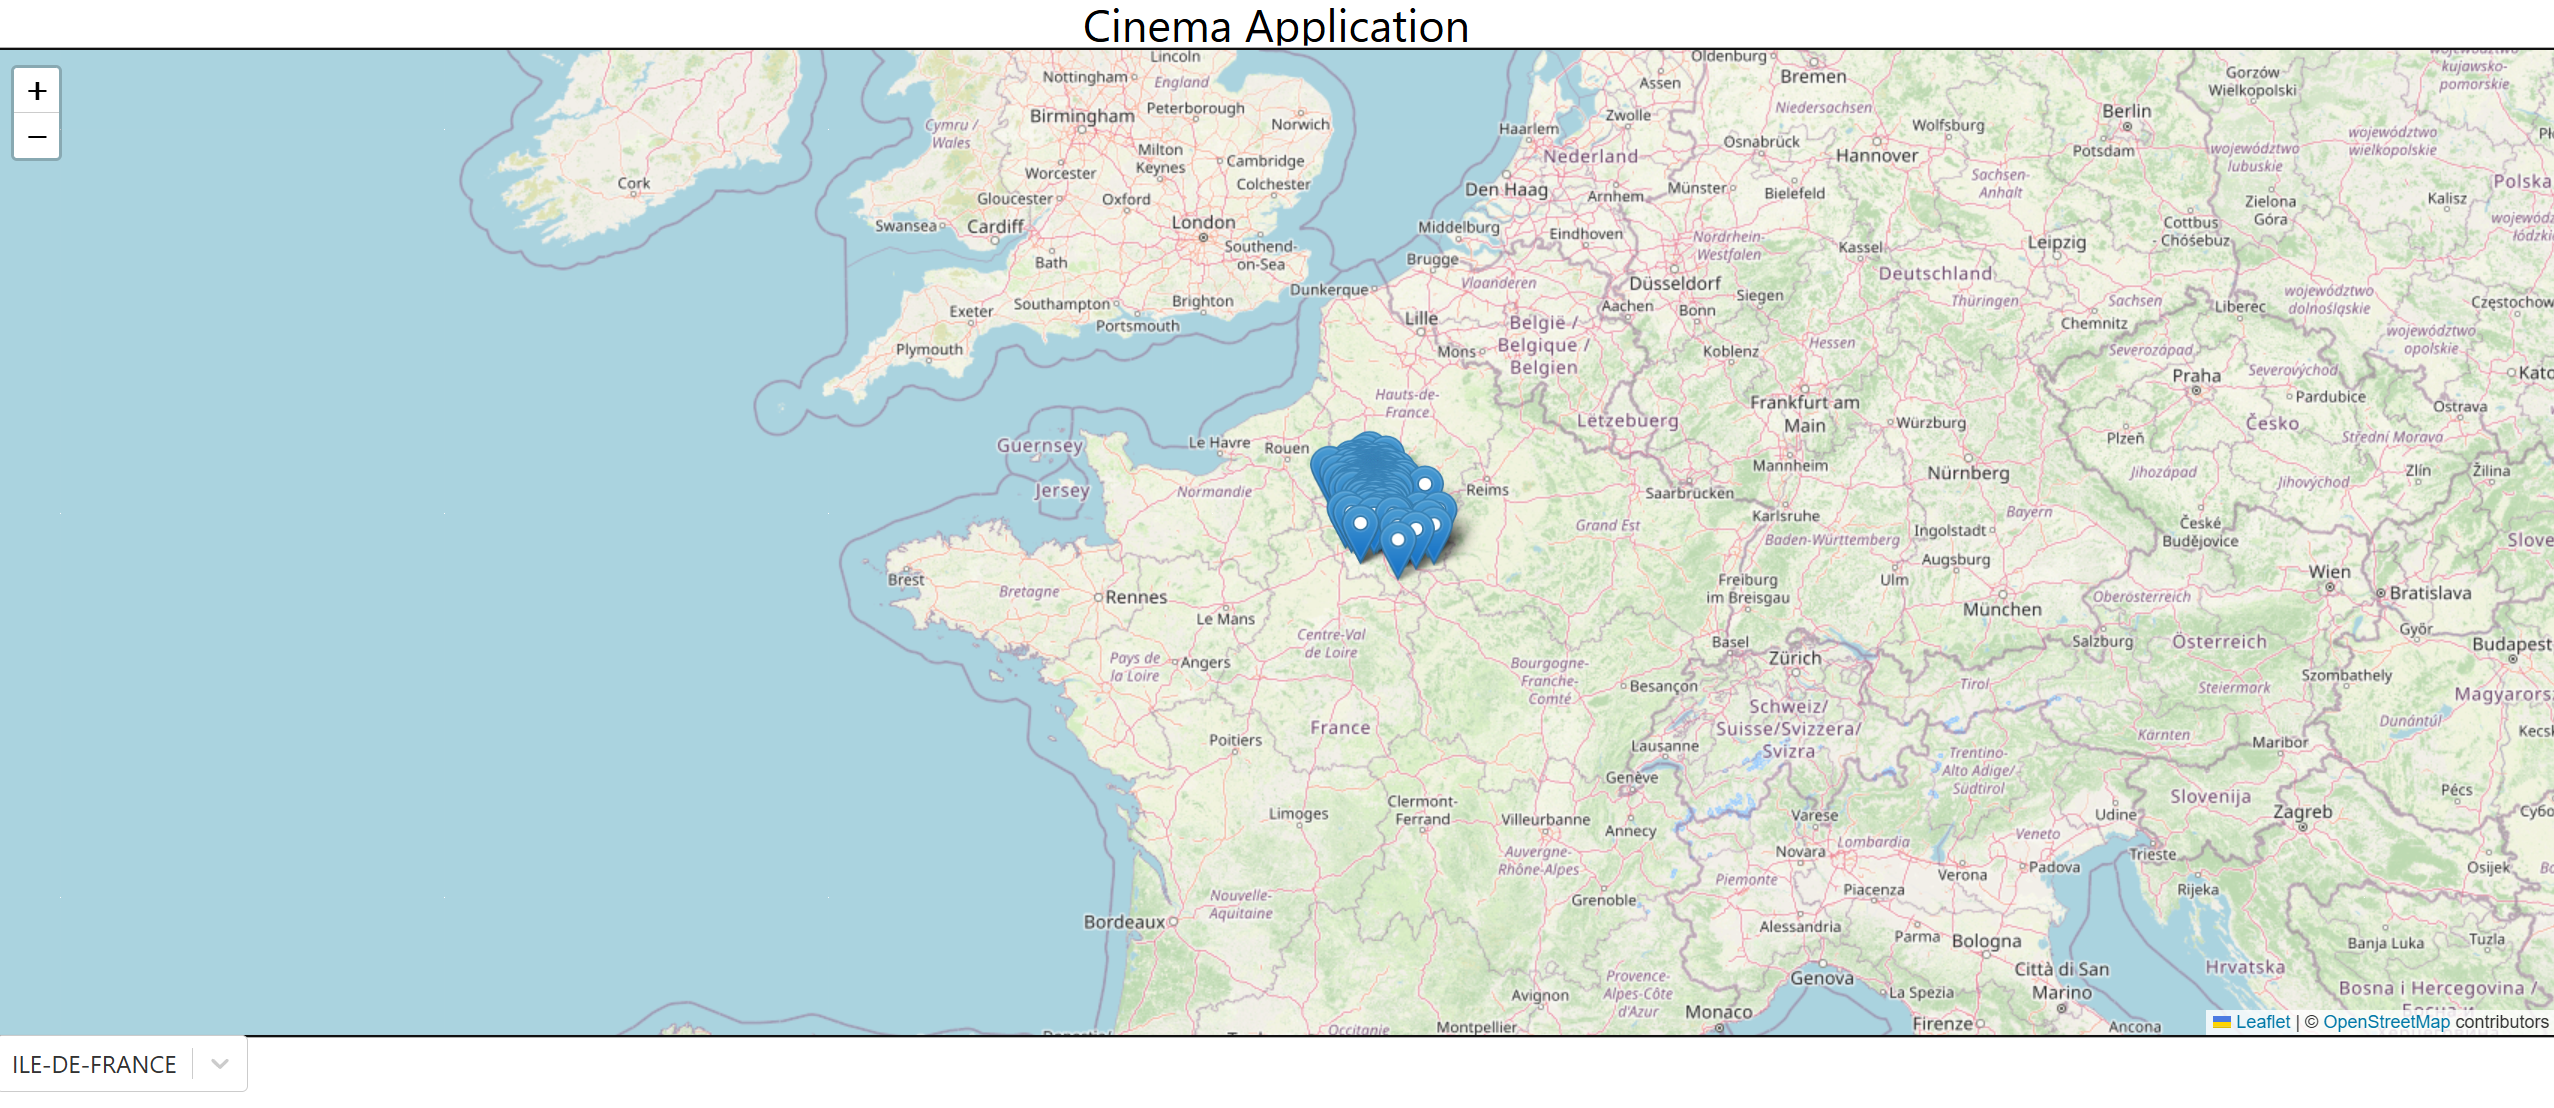 Cinema Application
+
−
Lincoln
Nottingham
England
Birmingham
Peterborough
Norwich
Cymru /
Wales
Milton
Keynes
Cambridge
Worcester
Colchester
Gloucester
Oxford
Cork
Swansea
Cardiff
London
Southend-
on-Sea
Bath
Exeter
Southampton
Brighton
Portsmouth
Plymouth
Dunkerque
Oldenburg
Bremen
Assen
Niedersachsen
Zwolle
Haarlem
Nederland
Osnabrück
Wolfsburg
Hannover
Berlin
Potsdam
Gorzów
Wielkopolski
kujawsko-
pomorskie
województwo
lubuskie
województwo
wielkopolskie
Den Haag
Arnhem
Münster
Bielefeld
Sachsen-
Anhalt
Polska
Kalisz
Zielona
Góra
Middelburg
Eindhoven
Nordrhein-
Westfalen
Kassel
Leipzig
Cottbus
- Chóśebuz
Brugge
Vlaanderen
Düsseldorf
Deutschland
Aachen
Siegen
Bonn
Thüringen
Sachsen
Liberec
województwo
dolnośląskie
Częstochow
Chemnitz
województwo
opolskie
Lille
België /
Belgique /
Belgien
Mons
Koblenz
Hessen
Severozápad
Severovýchod
Praha
Pardubice
Kato
Hauts-de-
France
Lëtzebuerg
Frankfurt am
Main
Würzburg
Plzeň
Česko
Ostrava
Střední Morava
Guernsey
Le Havre
Rouen
Jersey
Normandie
Reims
Saarbrücken
Mannheim
Nürnberg
Jihozápad
Jihovýchod
Zlín
Žilina
Grand Est
Karlsruhe
Baden-Württemberg
Ingolstadt
Bayern
Augsburg
České
Budějovice
Slove
Brest
Bretagne
Rennes
Le Mans
Freiburg
im Breisgau
Ulm
München
Oberösterreich
Wien
Bratislava
Centre-Val
de Loire
Basel
Zürich
Salzburg
Österreich
Győr
Budapest
Pays de
la Loire
Angers
Bourgogne-
Franche-
Comté
Besançon
Tirol
Steiermark
Szombathely
Magyarors
Schweiz/
Suisse/Svizzera/
Svizra
Dunántúl
Kecs
France
Poitiers
Lausanne
Genève
Trentino-
Alto Adige/-
Südtirol
Kärnten
Maribor
Limoges
Clermont-
Ferrand
Villeurbanne
Annecy
Varese
Lombardia
Veneto
Udine
Slovenija
Zagreb
Pécs
Субо
Auvergne-
Rhône-Alpes
Novara
Piemonte
Piacenza
Verona
Padova
Trieste
Rijeka
Osijek
Nouvelle-
Aquitaine
Grenoble
Bordeaux
Alessandria
Parma
Bologna
Banja Luka
Tuzla
Provence-
Alpes-Côte
d'Azur
Genova
La Spezia
Città di San
Marino
Hrvatska
Bosna i Hercegovina /
Avignon
Monaco
Montpellier
Occitanie
Firenze
Ancona
Leaflet | © OpenStreetMap contributors
ILE-DE-FRANCE